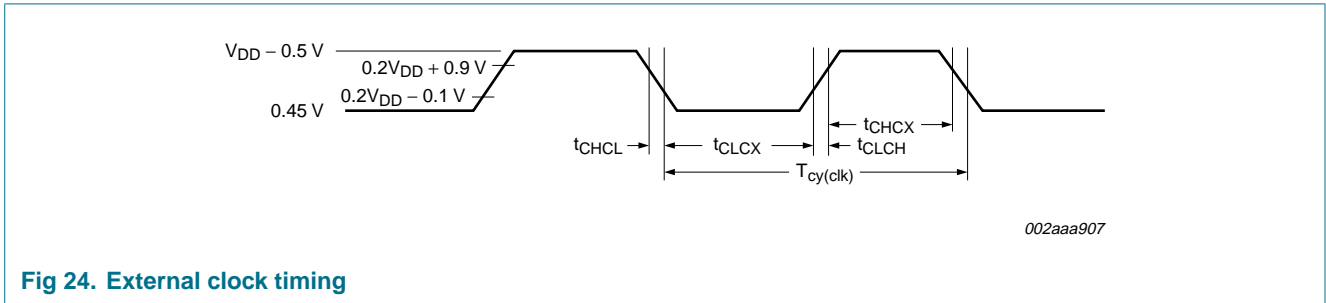 V_DD − 0.5 V
0.2V_DD + 0.9 V
0.2V_DD − 0.1 V
0.45 V
t_CHCX
t_CHCL
t_CLCX
t_CLCH
T_cy(clk)
002aaa907
Fig 24. External clock timing